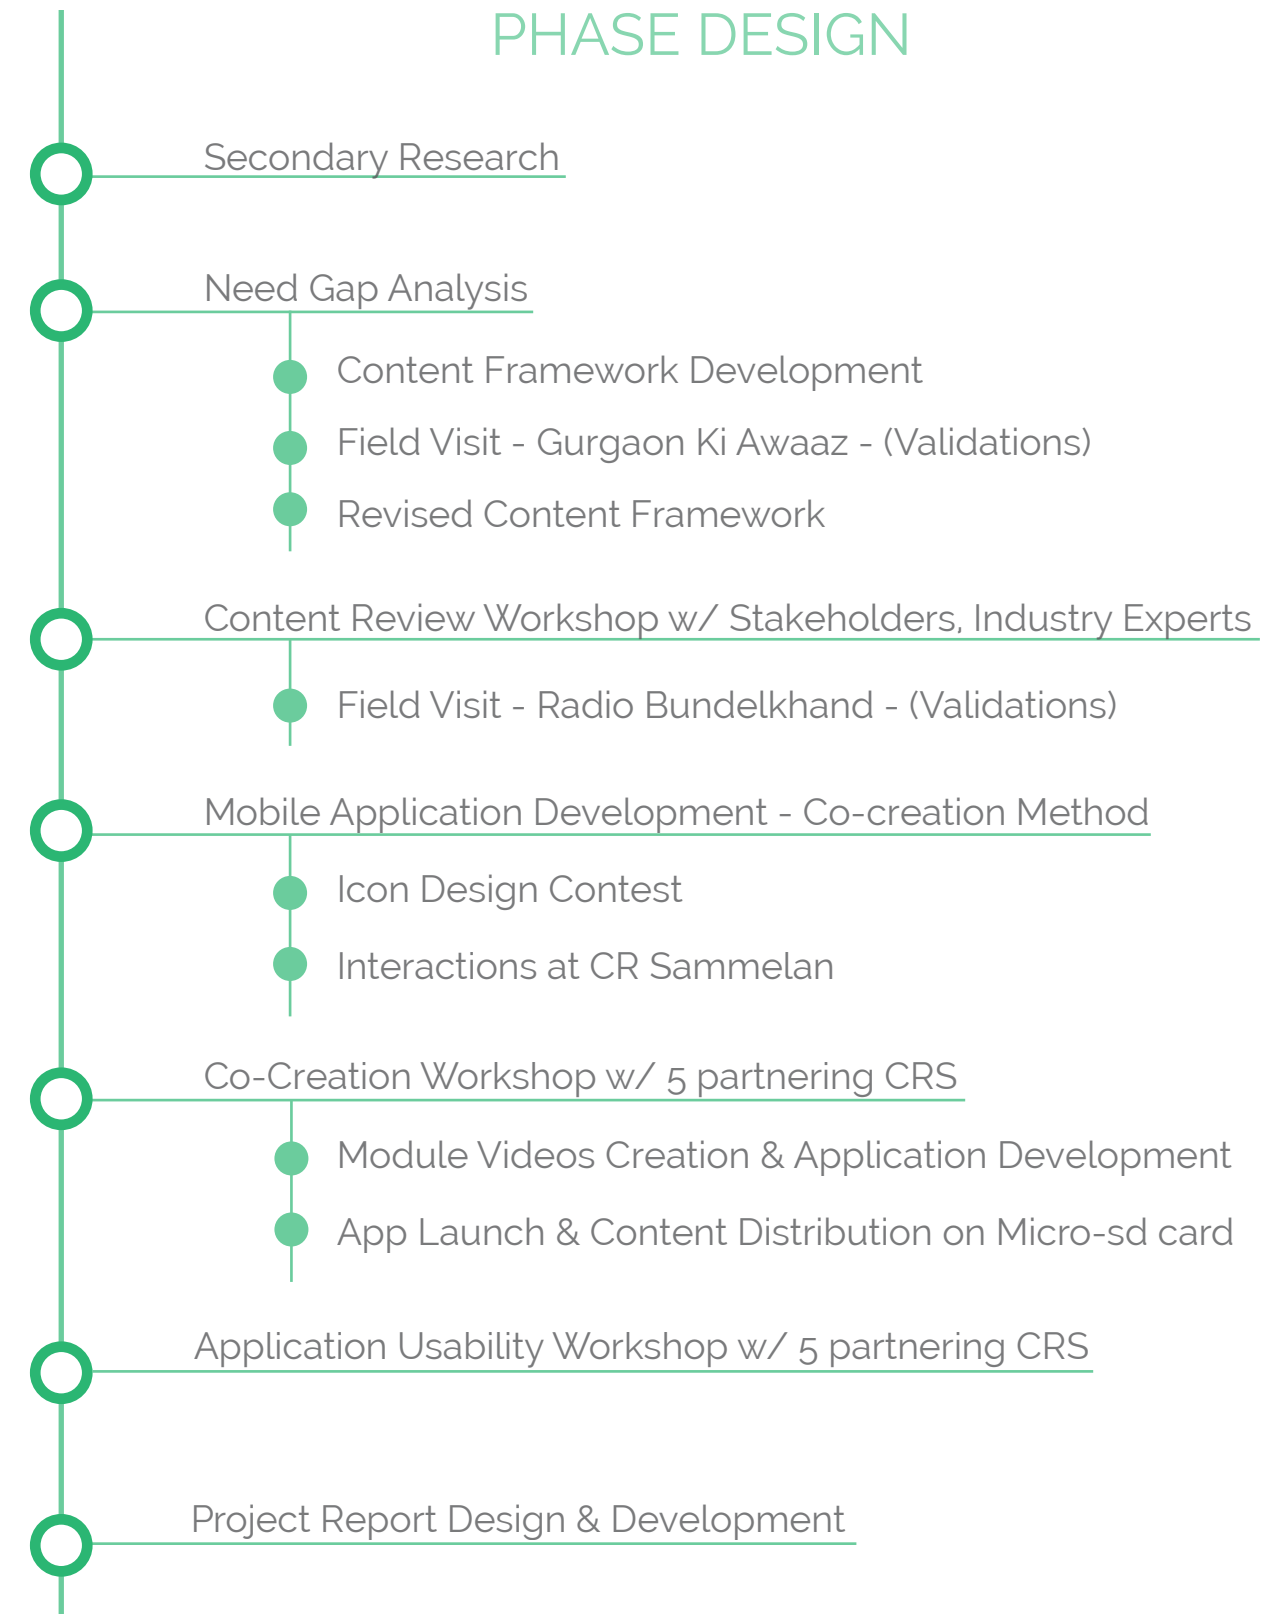 PHASE DESIGN
Secondary Research
Need Gap Analysis
Content Framework Development
Field Visit - Gurgaon Ki Awaaz - (Validations)
Revised Content Framework
Content Review Workshop w/ Stakeholders, Industry Experts
Field Visit - Radio Bundelkhand - (Validations)
Mobile Application Development - Co-creation Method
Icon Design Contest
Interactions at CR Sammelan
Co-Creation Workshop w/ 5 partnering CRS
Module Videos Creation & Application Development
App Launch & Content Distribution on Micro-sd card
Application Usability Workshop w/ 5 partnering CRS
Project Report Design & Development